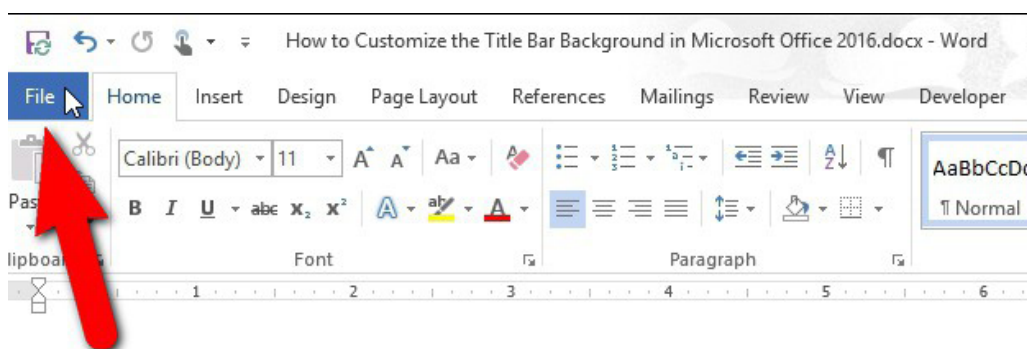 How to Customize the Title Bar Background in Microsoft Office 2016.docx - Word
File Home Insert Design Page Layout References Mailings Review View Developer
Calibri (Body) 11 Aa AaBbCcDc
B I U abc x₂ x² A aby A ¶ Normal
Font Paragraph
1 2 3 4 5 6